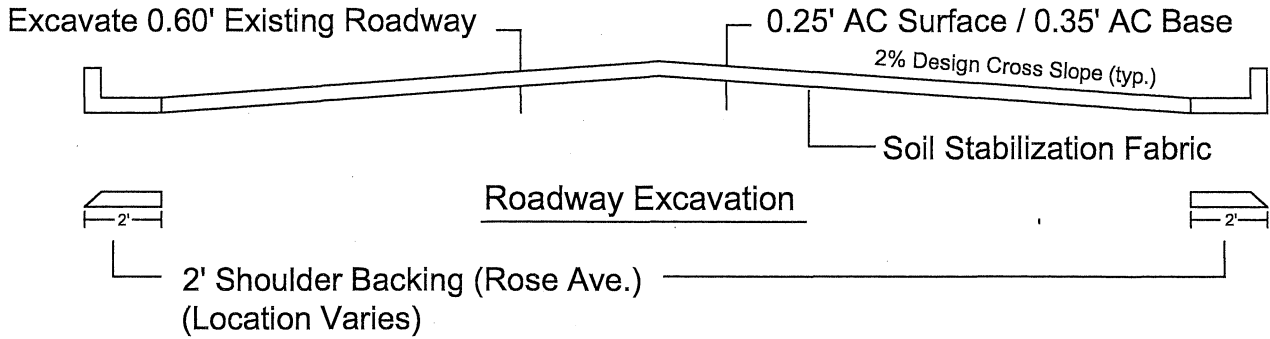 Excavate 0.60' Existing Roadway
0.25' AC Surface / 0.35' AC Base
2% Design Cross Slope (typ.)
Soil Stabilization Fabric
Roadway Excavation
2'
2'
2' Shoulder Backing (Rose Ave.)
(Location Varies)